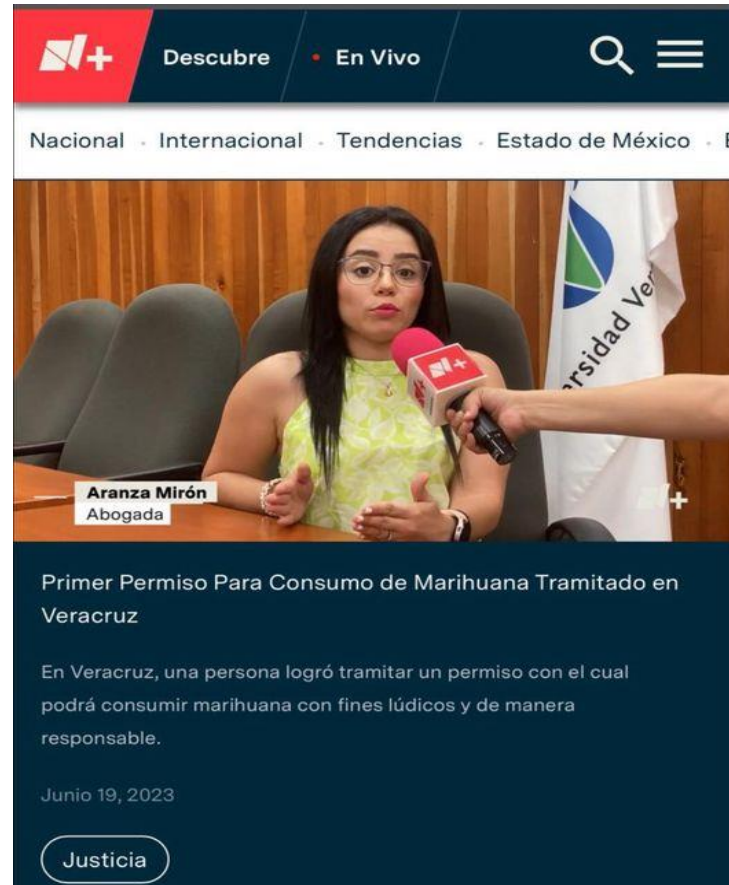 N+
Descubre
En Vivo
Nacional · Internacional · Tendencias · Estado de México ·
rsidad Ver
N+
Aranza Mirón
Abogada
N+
Primer Permiso Para Consumo de Marihuana Tramitado en
Veracruz
En Veracruz, una persona logró tramitar un permiso con el cual
podrá consumir marihuana con fines lúdicos y de manera
responsable.
Junio 19, 2023
Justicia